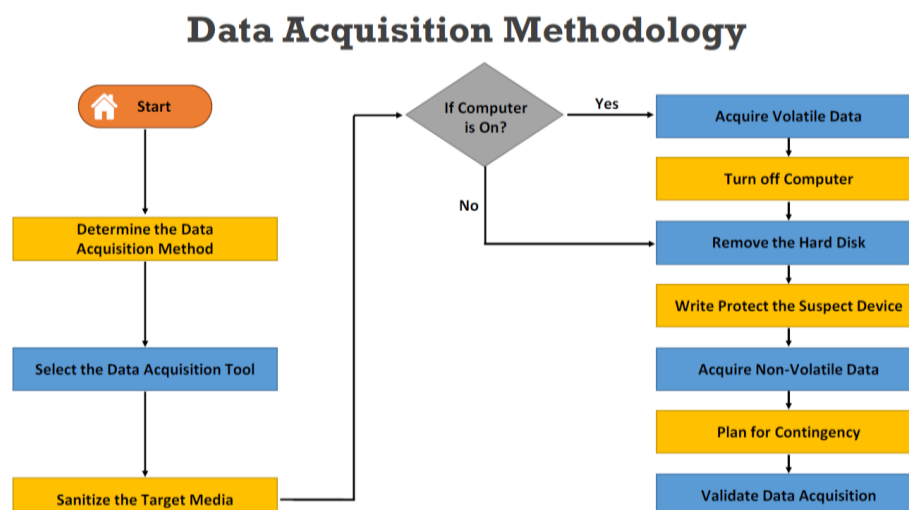 Data Acquisition Methodology
Start
Determine the Data
Acquisition Method
Select the Data Acquisition Tool
Sanitize the Target Media
If Computer
is On?
Yes
No
Acquire Volatile Data
Turn off Computer
Remove the Hard Disk
Write Protect the Suspect Device
Acquire Non-Volatile Data
Plan for Contingency
Validate Data Acquisition